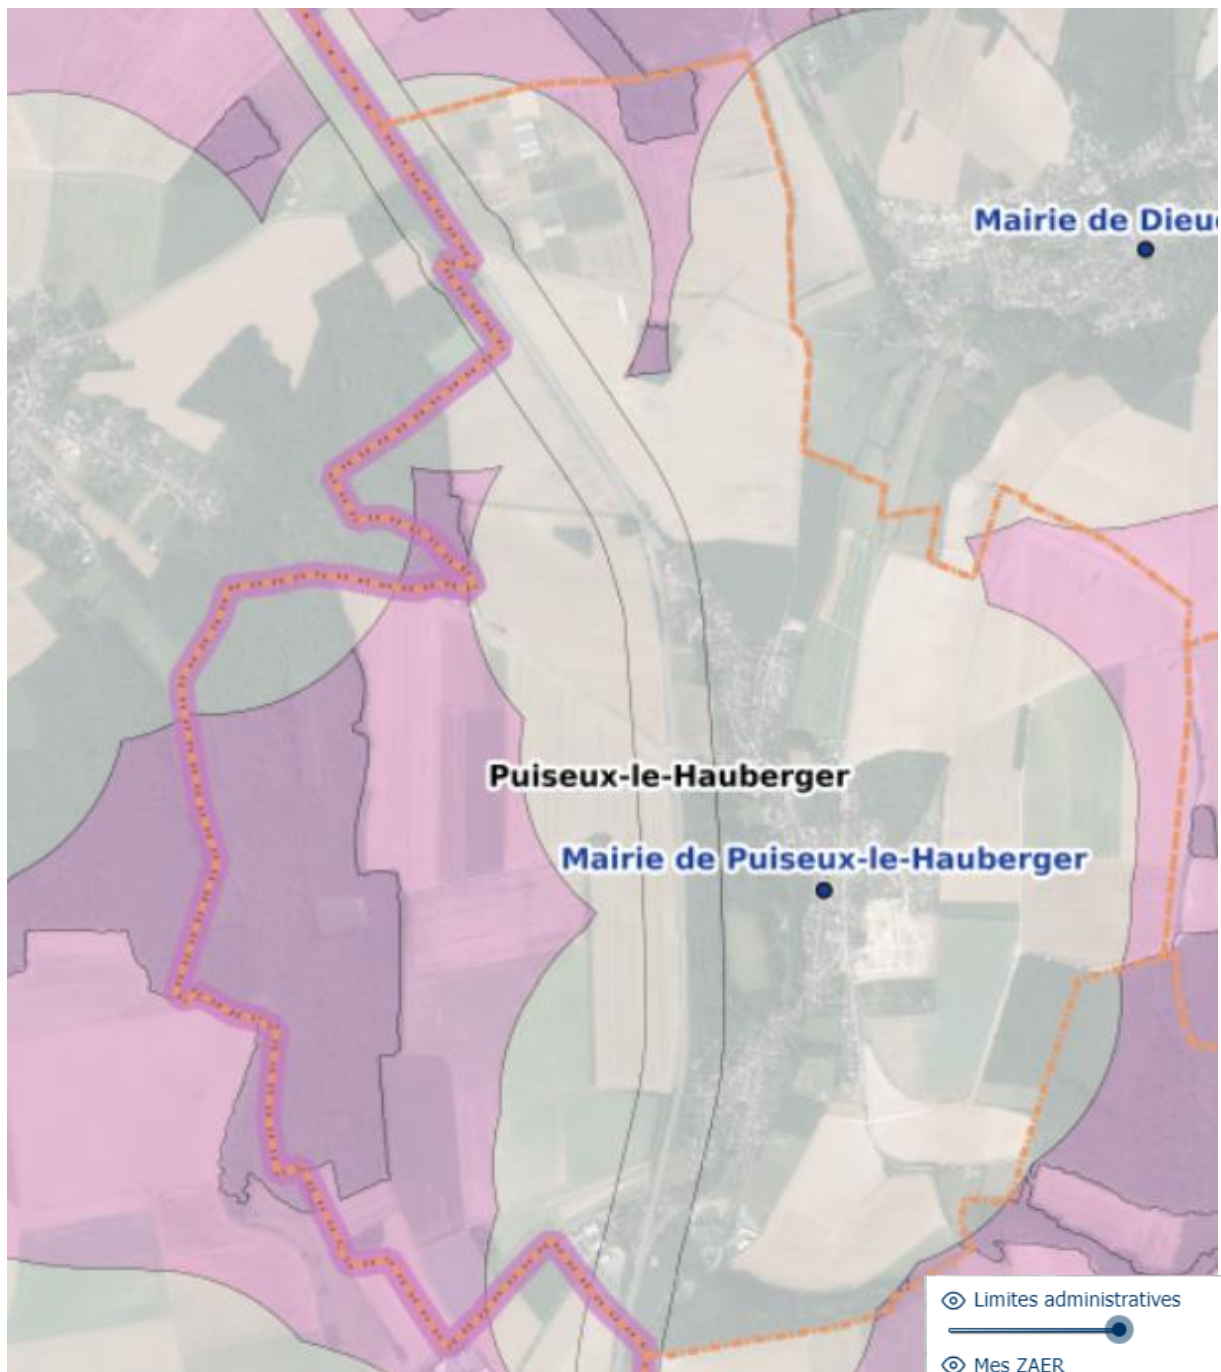 Mairie de Dieu
Puiseux-le-Hauberger
Mairie de Puiseux-le-Hauberger
Limites administratives
Mes ZAER